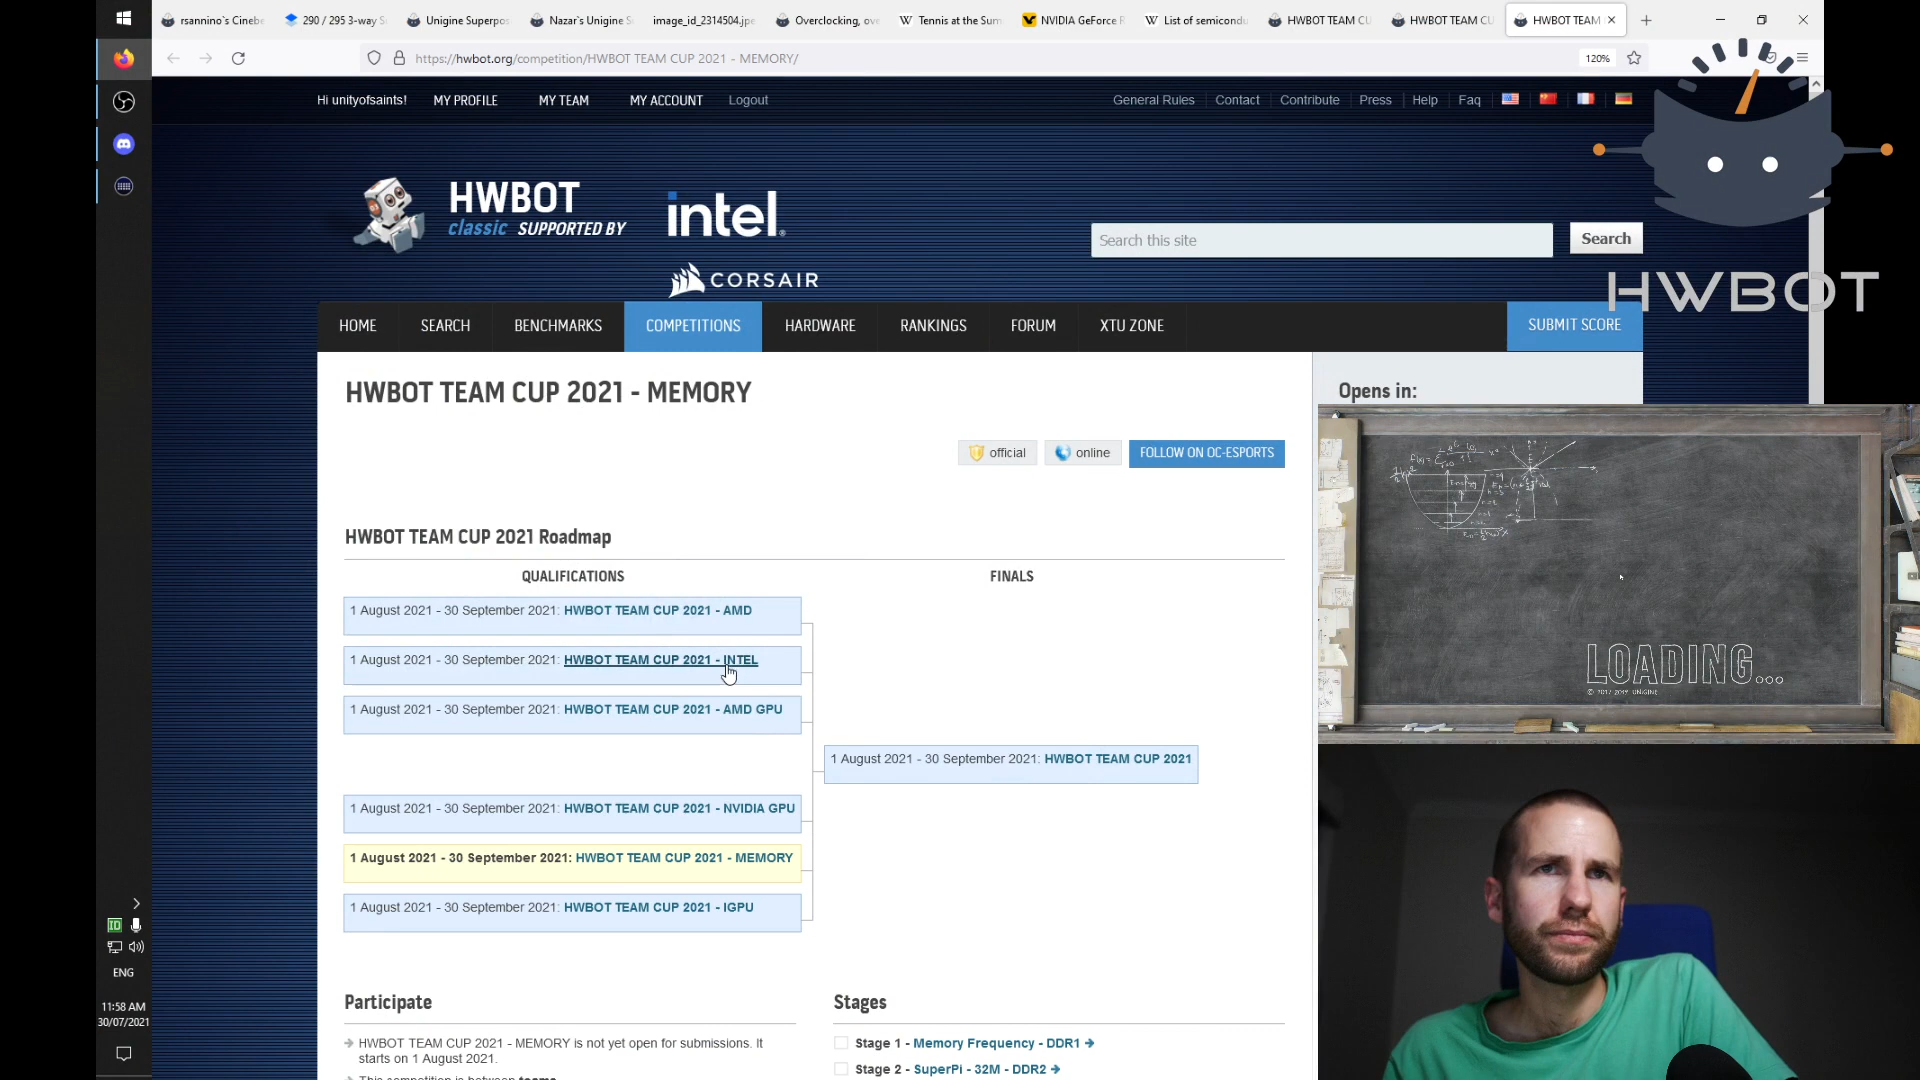 rsannino`s Cinebe
290 / 295 3-way S
Unigine Superpos
Nazar`s Unigine S
image_id_2314504.jpe
Overclocking, ove
Tennis at the Sum
NVIDIA GeForce R
List of semicondu
HWBOT TEAM CU
HWBOT TEAM CU
HWBOT TEAM
https://hwbot.org/competition/HWBOT TEAM CUP 2021 - MEMORY/
120%
Hi unityofsaints!
MY PROFILE
MY TEAM
MY ACCOUNT
Logout
General Rules
Contact
Contribute
Press
Help
Faq
HWBOT
classic SUPPORTED BY
intel
CORSAIR
Search this site
Search
HWBOT
HOME
SEARCH
BENCHMARKS
COMPETITIONS
HARDWARE
RANKINGS
FORUM
XTU ZONE
SUBMIT SCORE
HWBOT TEAM CUP 2021 - MEMORY
Opens in:
official
online
FOLLOW ON OC-ESPORTS
HWBOT TEAM CUP 2021 Roadmap
QUALIFICATIONS
FINALS
1 August 2021 - 30 September 2021: HWBOT TEAM CUP 2021 - AMD
1 August 2021 - 30 September 2021: HWBOT TEAM CUP 2021 - INTEL
1 August 2021 - 30 September 2021: HWBOT TEAM CUP 2021 - AMD GPU
1 August 2021 - 30 September 2021: HWBOT TEAM CUP 2021
1 August 2021 - 30 September 2021: HWBOT TEAM CUP 2021 - NVIDIA GPU
1 August 2021 - 30 September 2021: HWBOT TEAM CUP 2021 - MEMORY
1 August 2021 - 30 September 2021: HWBOT TEAM CUP 2021 - IGPU
LOADING...
Participate
HWBOT TEAM CUP 2021 - MEMORY is not yet open for submissions. It
starts on 1 August 2021.
This competition is between teams
Stages
Stage 1 - Memory Frequency - DDR1
Stage 2 - SuperPi - 32M - DDR2
ID
ENG
11:58 AM
30/07/2021